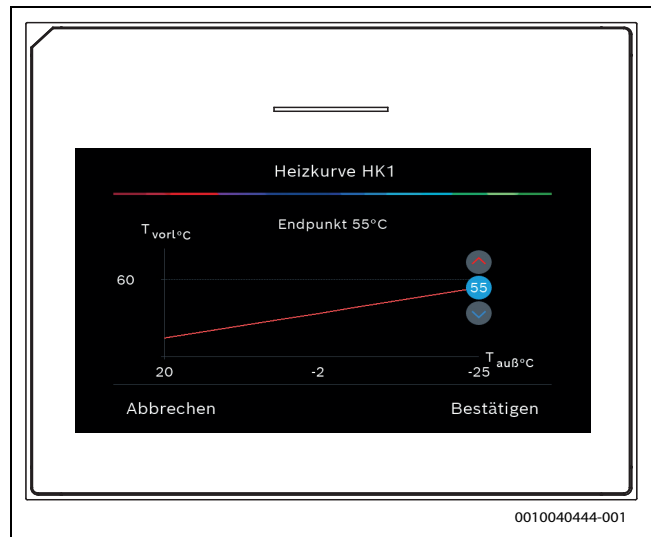 Heizkurve HK1
Endpunkt 55°C
T vorl°C
60
55
T auß°C
20 -2 -25
Abbrechen Bestätigen
0010040444-001